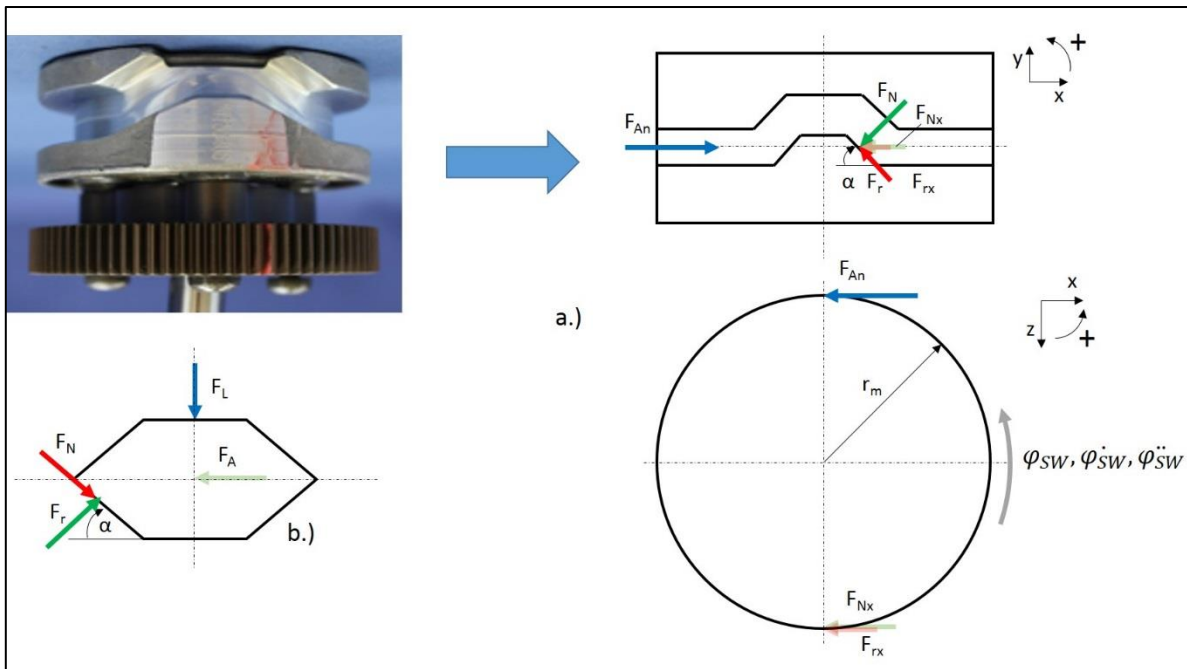 y
x
+
F_N
F_Nx
F_An
α
F_r
F_rx
F_An
x
z
+
a.)
r_m
F_L
F_N
F_A
F_r
α
b.)
φ_SW, φ̇_SW, φ̈_SW
F_Nx
F_rx